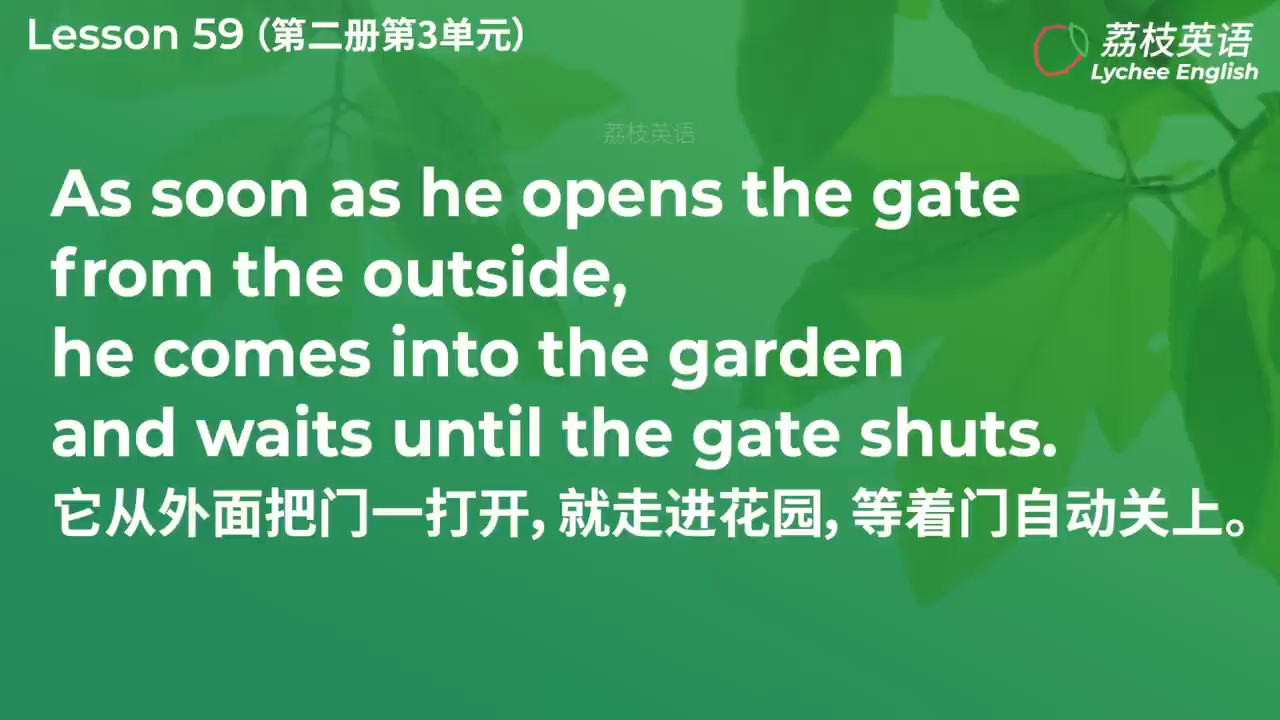 Lesson 59（第二册第3单元）
荔枝英语
Lychee English
荔枝英语
As soon as he opens the gate
from the outside,
he comes into the garden
and waits until the gate shuts.
它从外面把门一打开，就走进花园，等着门自动关上。